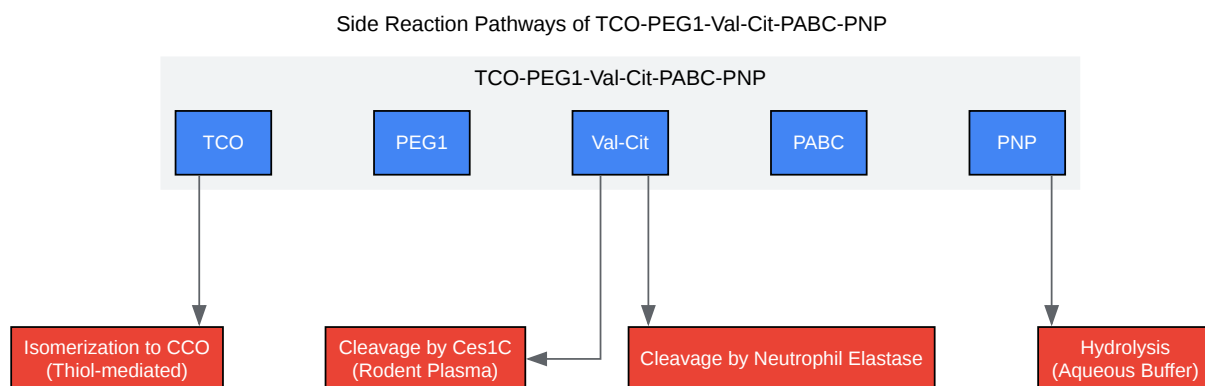 Side Reaction Pathways of TCO-PEG1-Val-Cit-PABC-PNP
TCO-PEG1-Val-Cit-PABC-PNP
TCO
PEG1
Val-Cit
PABC
PNP
Isomerization to CCO
(Thiol-mediated)
Cleavage by Ces1C
(Rodent Plasma)
Cleavage by Neutrophil Elastase
Hydrolysis
(Aqueous Buffer)